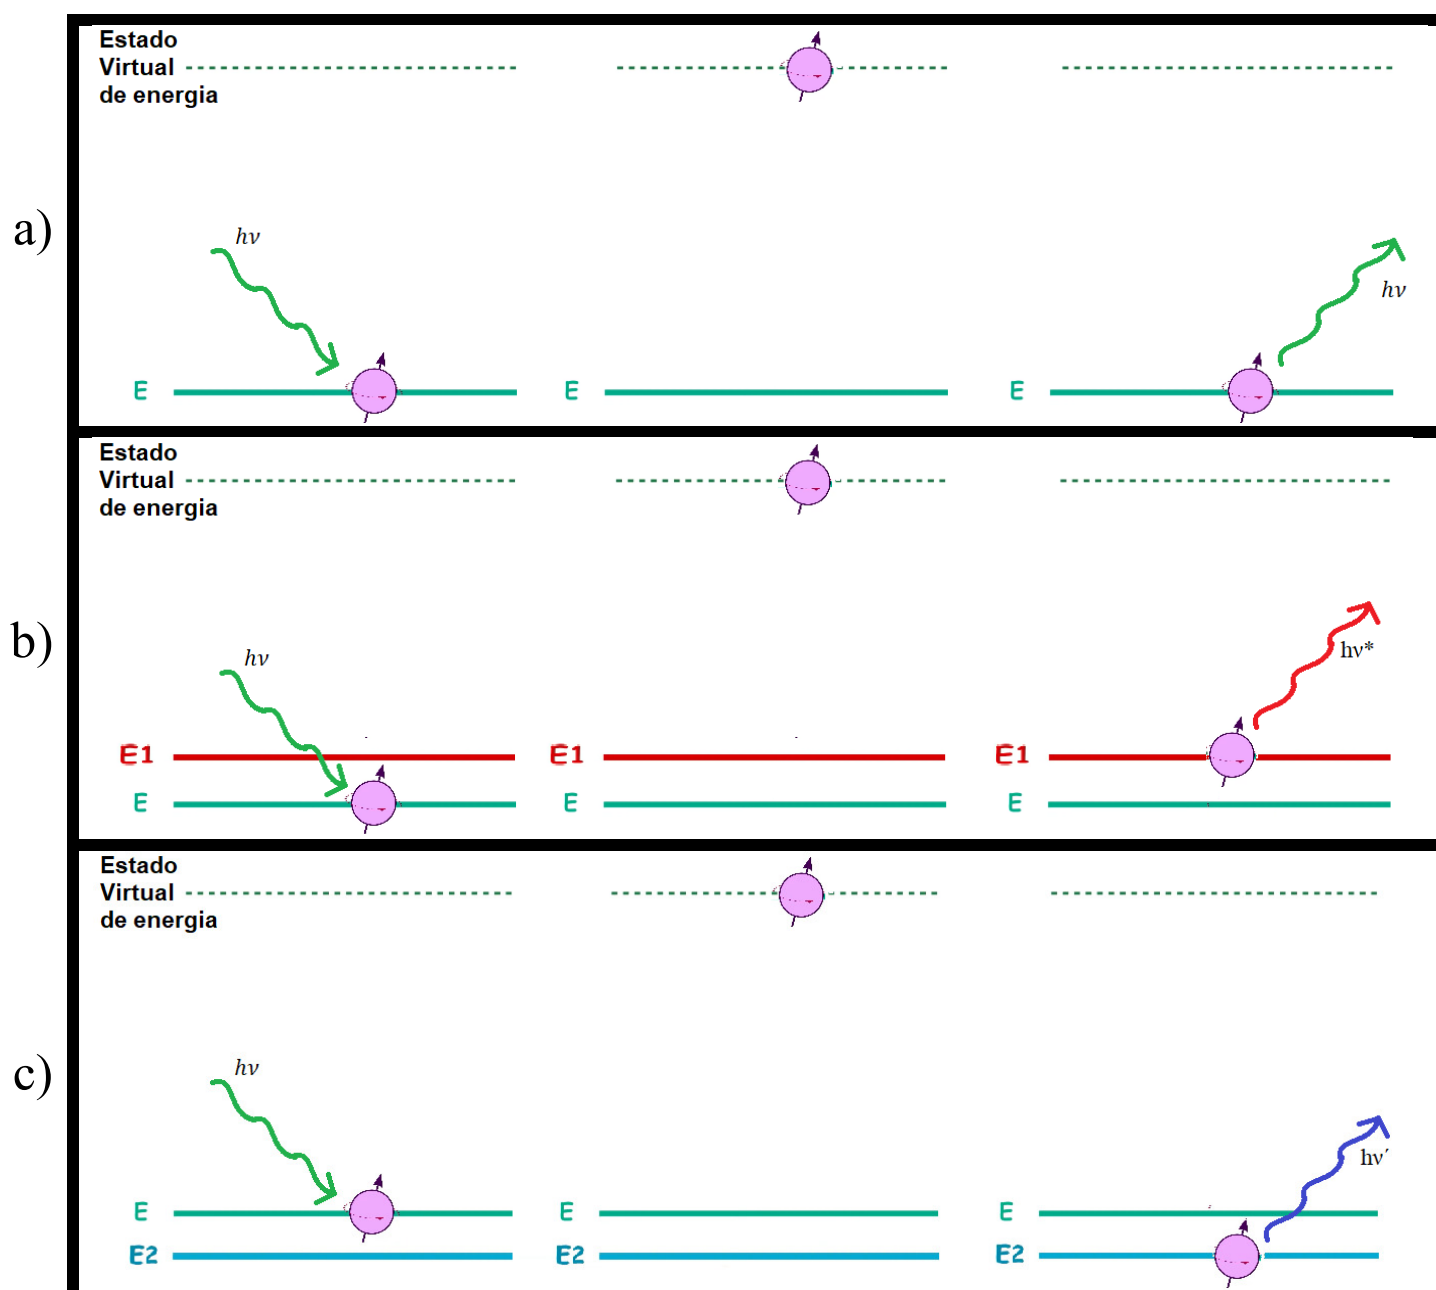 a)
Estado
Virtual
de energia
hν
hν
E
E
E
b)
Estado
Virtual
de energia
hν
hν*
E1
E1
E1
E
E
E
c)
Estado
Virtual
de energia
hν
hν´
E
E
E
E2
E2
E2